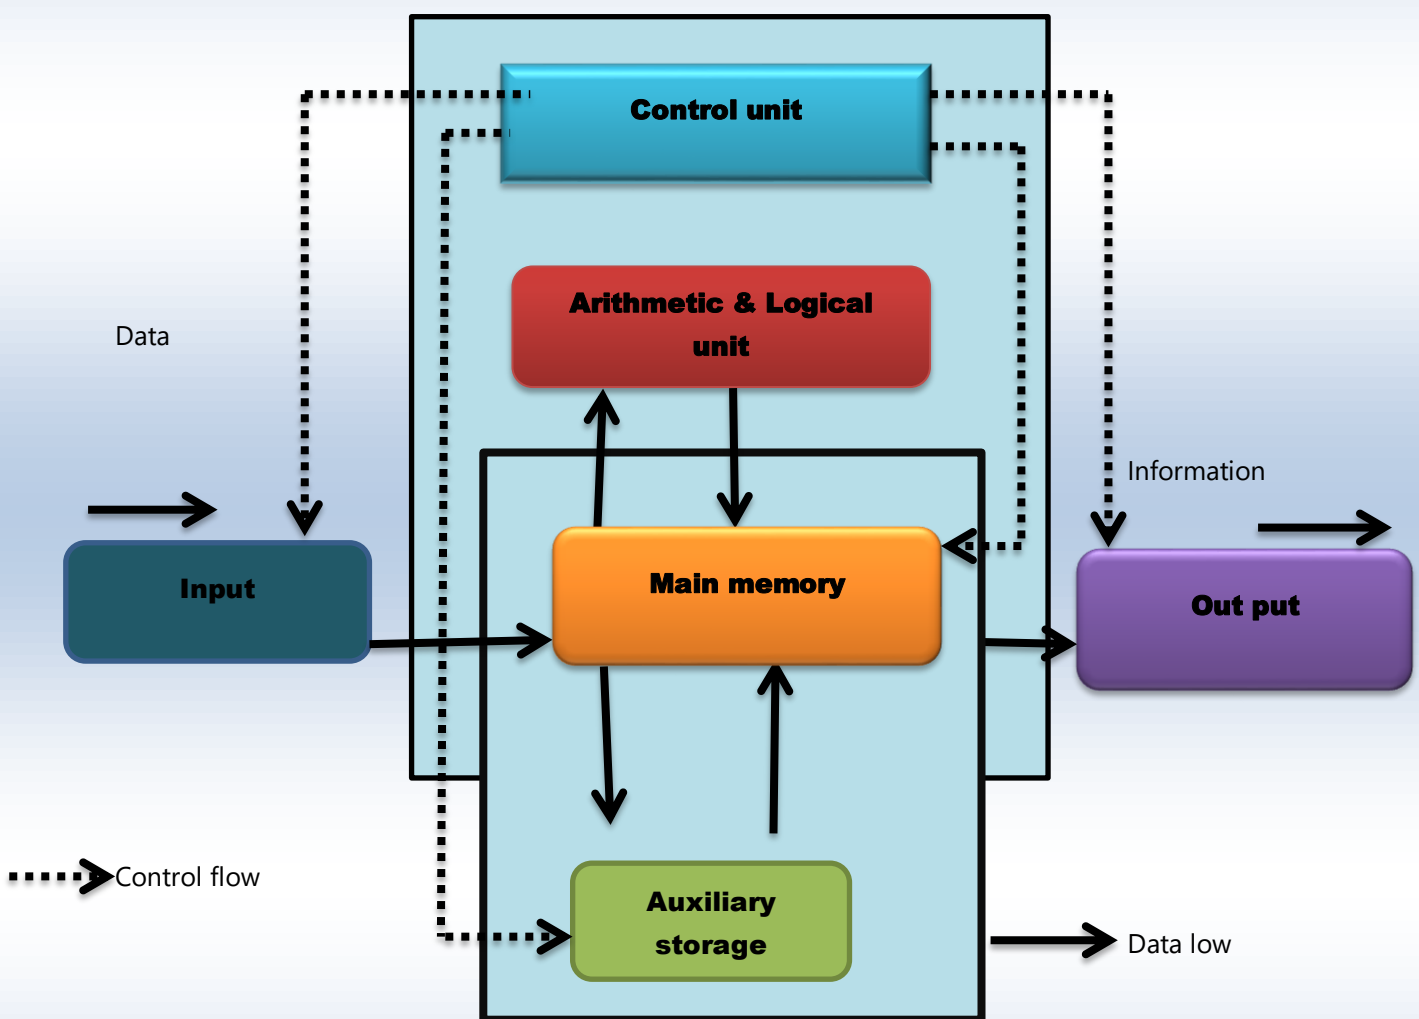 Control unit
Arithmetic & Logical
unit
Data
Information
Input
Main memory
Out put
Control flow
Auxiliary
storage
Data low